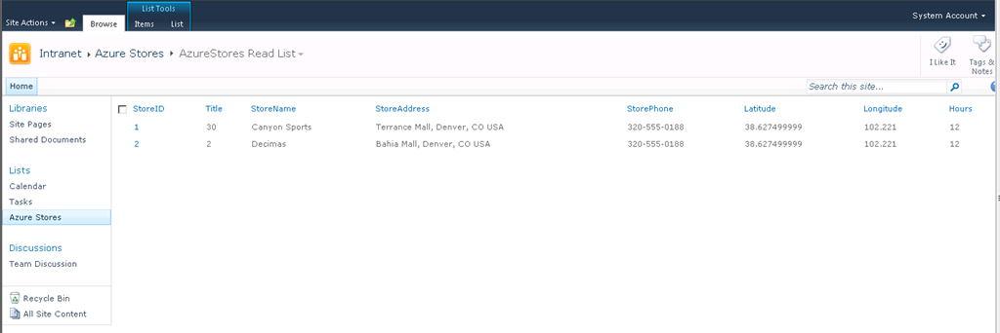 List Tools
Site Actions Browse Items List System Account
Intranet Azure Stores AzureStores Read List
I Like It Tags & Notes
Home Search this site...
Libraries
Site Pages
Shared Documents
Lists
Calendar
Tasks
Azure Stores
Discussions
Team Discussion
Recycle Bin
All Site Content
StoreID Title StoreName StoreAddress StorePhone Latitude Longitude Hours
1 30 Canyon Sports Terrance Mall, Denver, CO USA 320-555-0188 38.627499999 102.221 12
2 2 Decimas Bahia Mall, Denver, CO USA 320-555-0188 38.627499999 102.221 12